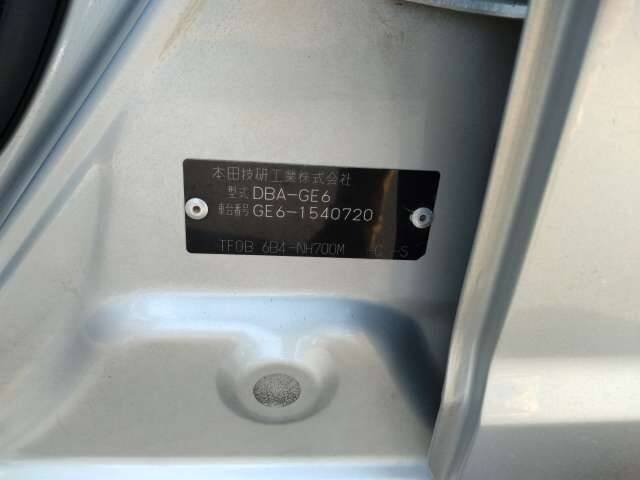 本田技研工業株式会社
型式 DBA-GE6
車台番号 GE6-1540720
TF0B 6B4-NH700M -C -S